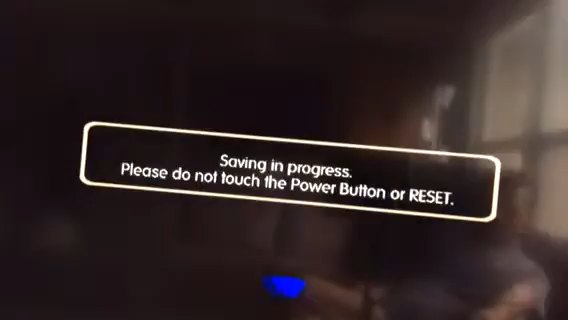 Saving in progress.
Please do not touch the Power Button or RESET.